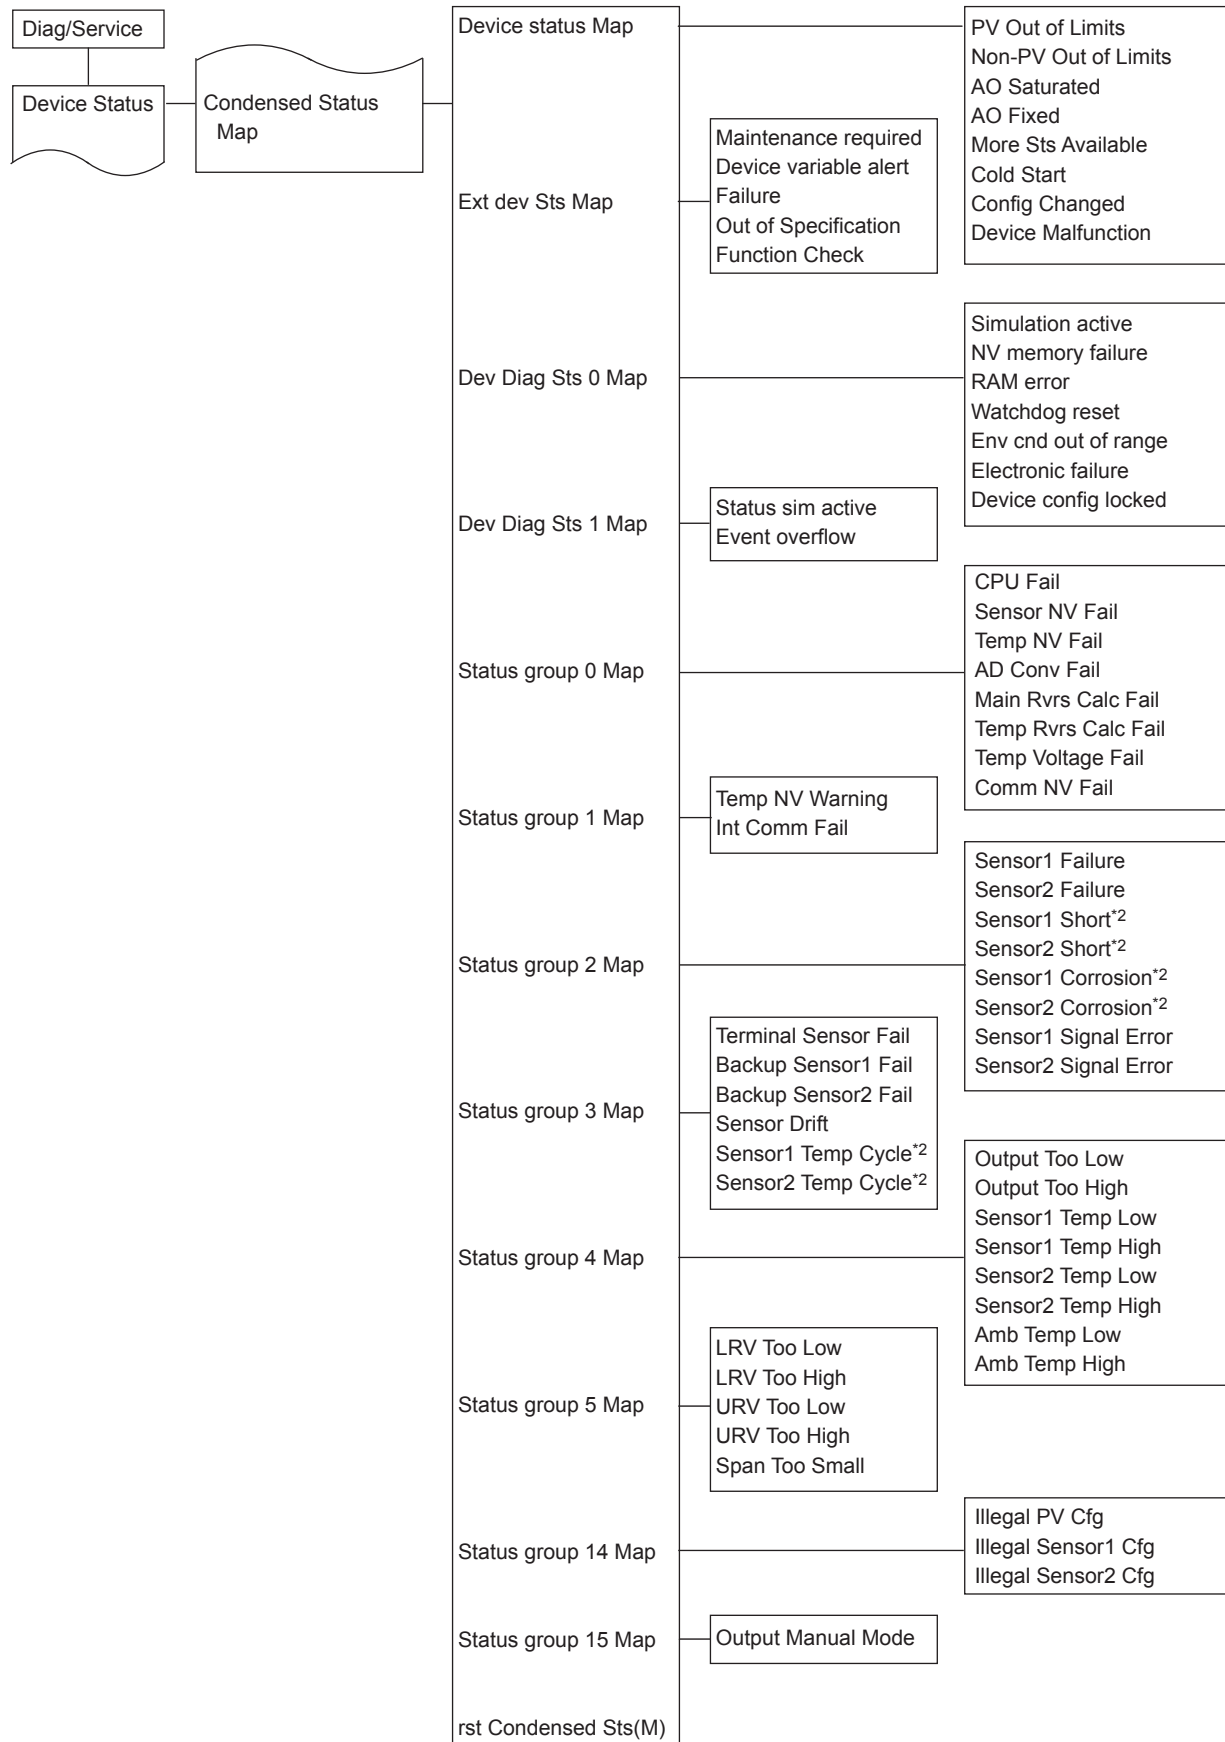 Diag/Service
Device Status
Condensed Status
Map
Device status Map
PV Out of Limits
Non-PV Out of Limits
AO Saturated
AO Fixed
More Sts Available
Cold Start
Config Changed
Device Malfunction
Ext dev Sts Map
Maintenance required
Device variable alert
Failure
Out of Specification
Function Check
Dev Diag Sts 0 Map
Simulation active
NV memory failure
RAM error
Watchdog reset
Env cnd out of range
Electronic failure
Device config locked
Dev Diag Sts 1 Map
Status sim active
Event overflow
Status group 0 Map
CPU Fail
Sensor NV Fail
Temp NV Fail
AD Conv Fail
Main Rvrs Calc Fail
Temp Rvrs Calc Fail
Temp Voltage Fail
Comm NV Fail
Status group 1 Map
Temp NV Warning
Int Comm Fail
Status group 2 Map
Sensor1 Failure
Sensor2 Failure
Sensor1 Short*2
Sensor2 Short*2
Sensor1 Corrosion*2
Sensor2 Corrosion*2
Sensor1 Signal Error
Sensor2 Signal Error
Status group 3 Map
Terminal Sensor Fail
Backup Sensor1 Fail
Backup Sensor2 Fail
Sensor Drift
Sensor1 Temp Cycle*2
Sensor2 Temp Cycle*2
Status group 4 Map
Output Too Low
Output Too High
Sensor1 Temp Low
Sensor1 Temp High
Sensor2 Temp Low
Sensor2 Temp High
Amb Temp Low
Amb Temp High
Status group 5 Map
LRV Too Low
LRV Too High
URV Too Low
URV Too High
Span Too Small
Status group 14 Map
Illegal PV Cfg
Illegal Sensor1 Cfg
Illegal Sensor2 Cfg
Status group 15 Map
Output Manual Mode
rst Condensed Sts(M)